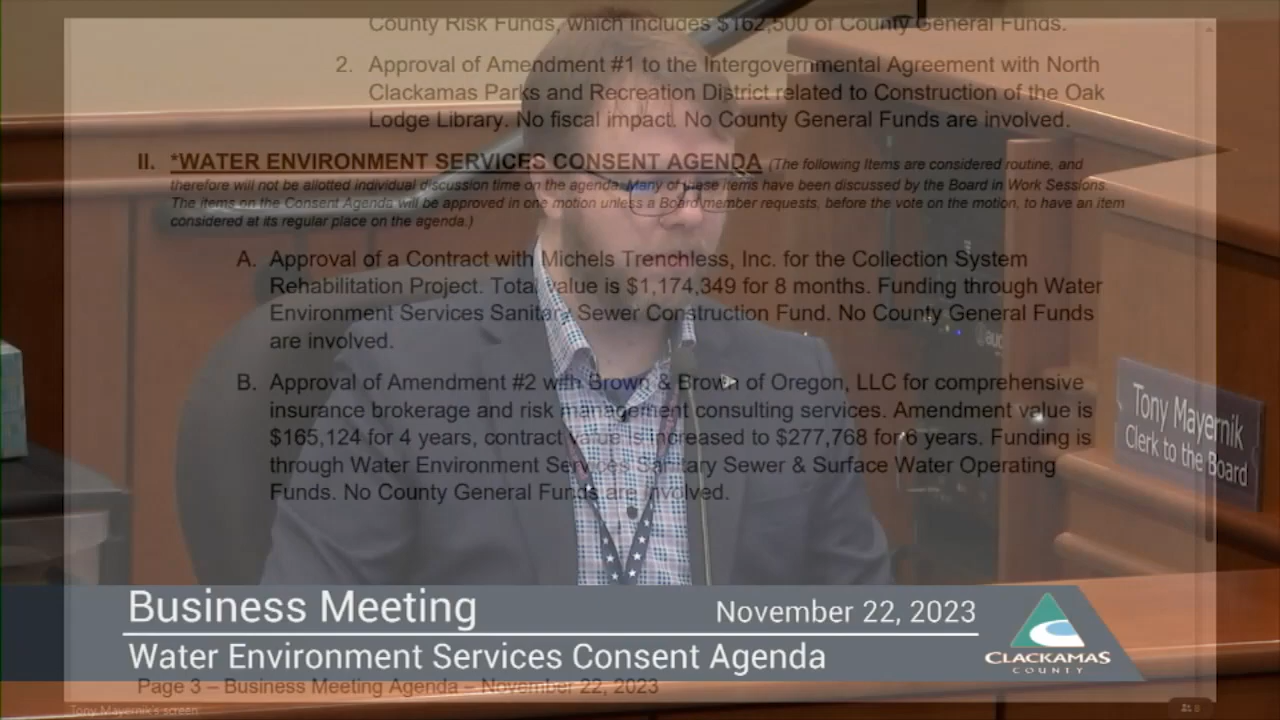 County Risk Funds, which includes $162,500 of County General Funds.
2. Approval of Amendment #1 to the Intergovernmental Agreement with North
Clackamas Parks and Recreation District related to Construction of the Oak
Lodge Library. No fiscal impact. No County General Funds are involved.
II. *WATER ENVIRONMENT SERVICES CONSENT AGENDA (The following Items are considered routine, and
therefore will not be allotted individual discussion time on the agenda. Many of these items have been discussed by the Board in Work Sessions.
The items on the Consent Agenda will be approved in one motion unless a Board member requests, before the vote on the motion, to have an item
considered at its regular place on the agenda.)
A. Approval of a Contract with Michels Trenchless, Inc. for the Collection System
Rehabilitation Project. Total value is $1,174,349 for 8 months. Funding through Water
Environment Services Sanitary Sewer Construction Fund. No County General Funds
are involved.
B. Approval of Amendment #2 with Brown & Brown of Oregon, LLC for comprehensive
insurance brokerage and risk management consulting services. Amendment value is
$165,124 for 4 years, contract value is increased to $277,768 for 6 years. Funding is
through Water Environment Services Sanitary Sewer & Surface Water Operating
Funds. No County General Funds are involved.
Tony Mayernik
Clerk to the Board
Business Meeting November 22, 2023
Water Environment Services Consent Agenda
CLACKAMAS
COUNTY
Page 3 – Business Meeting Agenda – November 22, 2023
Tony Mayernik's screen